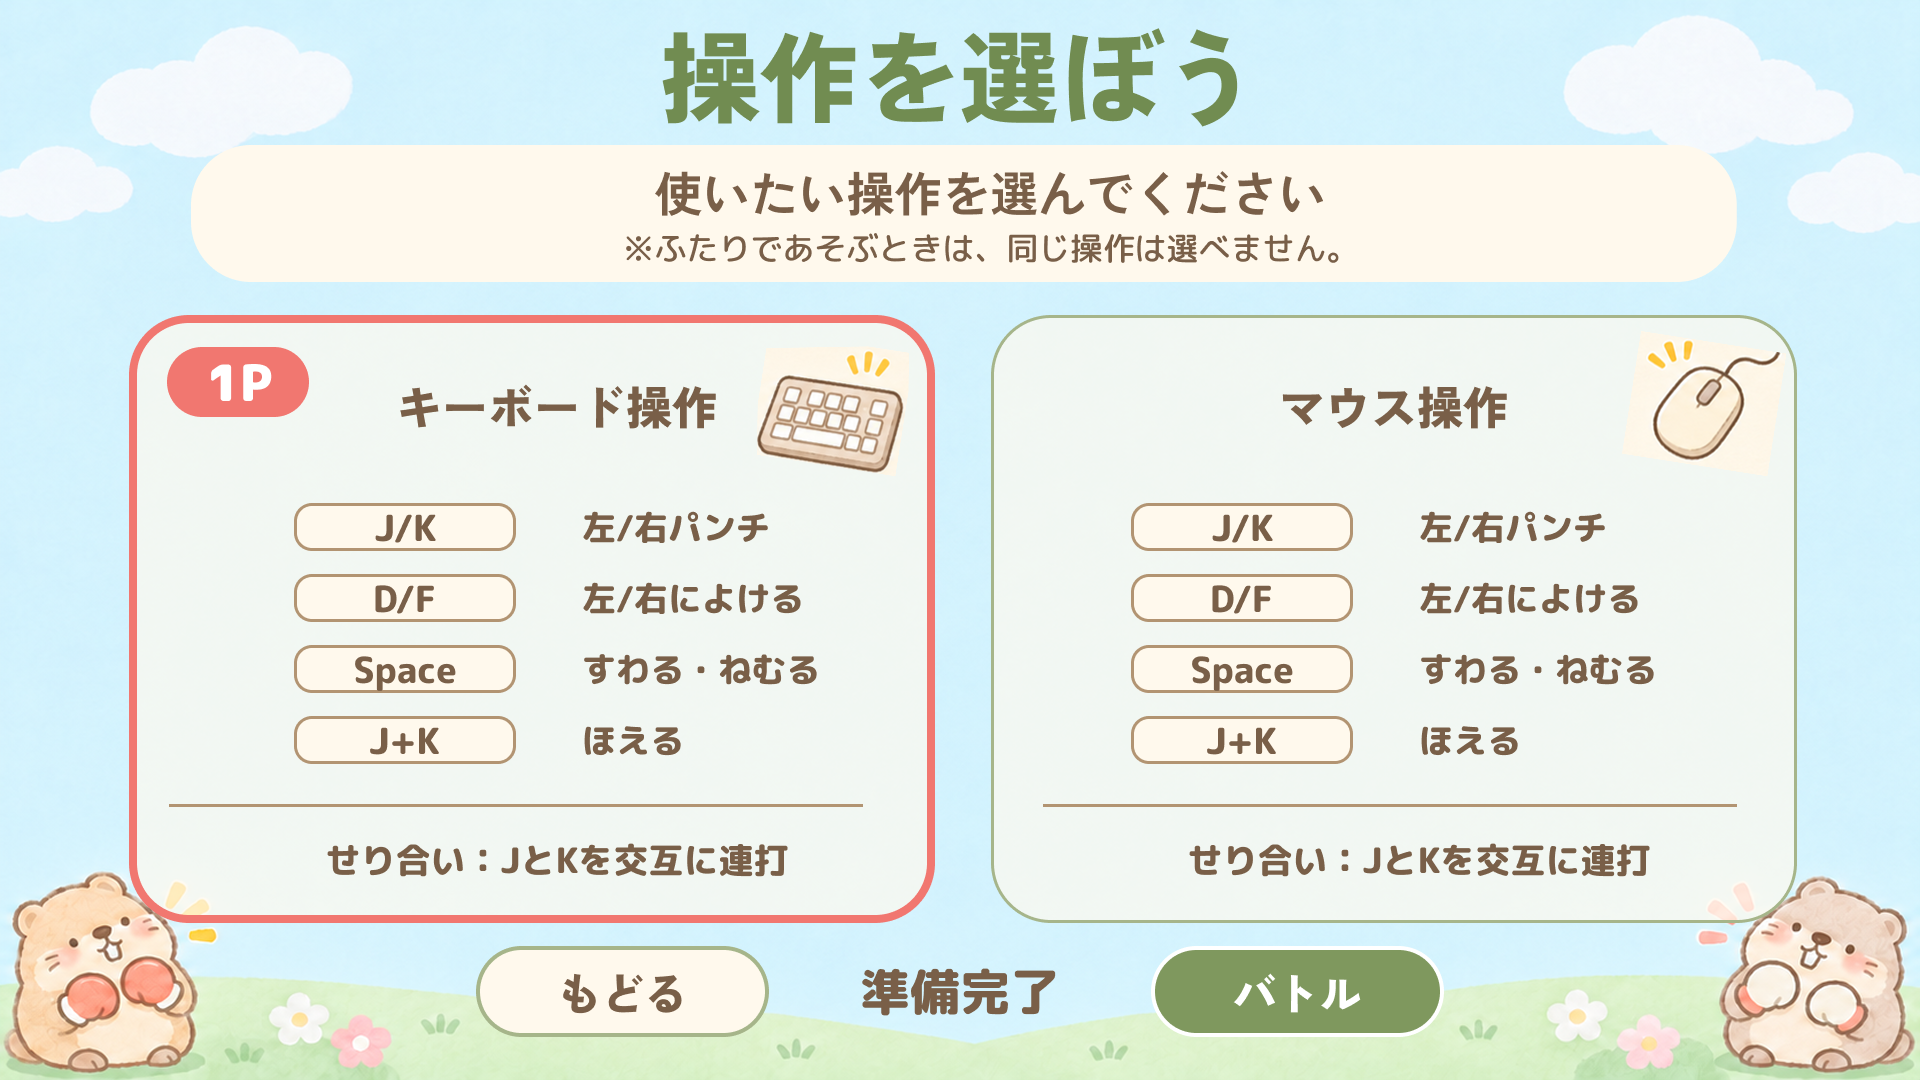 操作を選ぼう
使いたい操作を選んでください
※ふたりであそぶときは、同じ操作は選べません。
1P
キーボード操作
J/K 左/右パンチ
D/F 左/右によける
Space すわる・ねむる
J+K ほえる
せり合い：JとKを交互に連打
マウス操作
J/K 左/右パンチ
D/F 左/右によける
Space すわる・ねむる
J+K ほえる
せり合い：JとKを交互に連打
もどる
準備完了
バトル